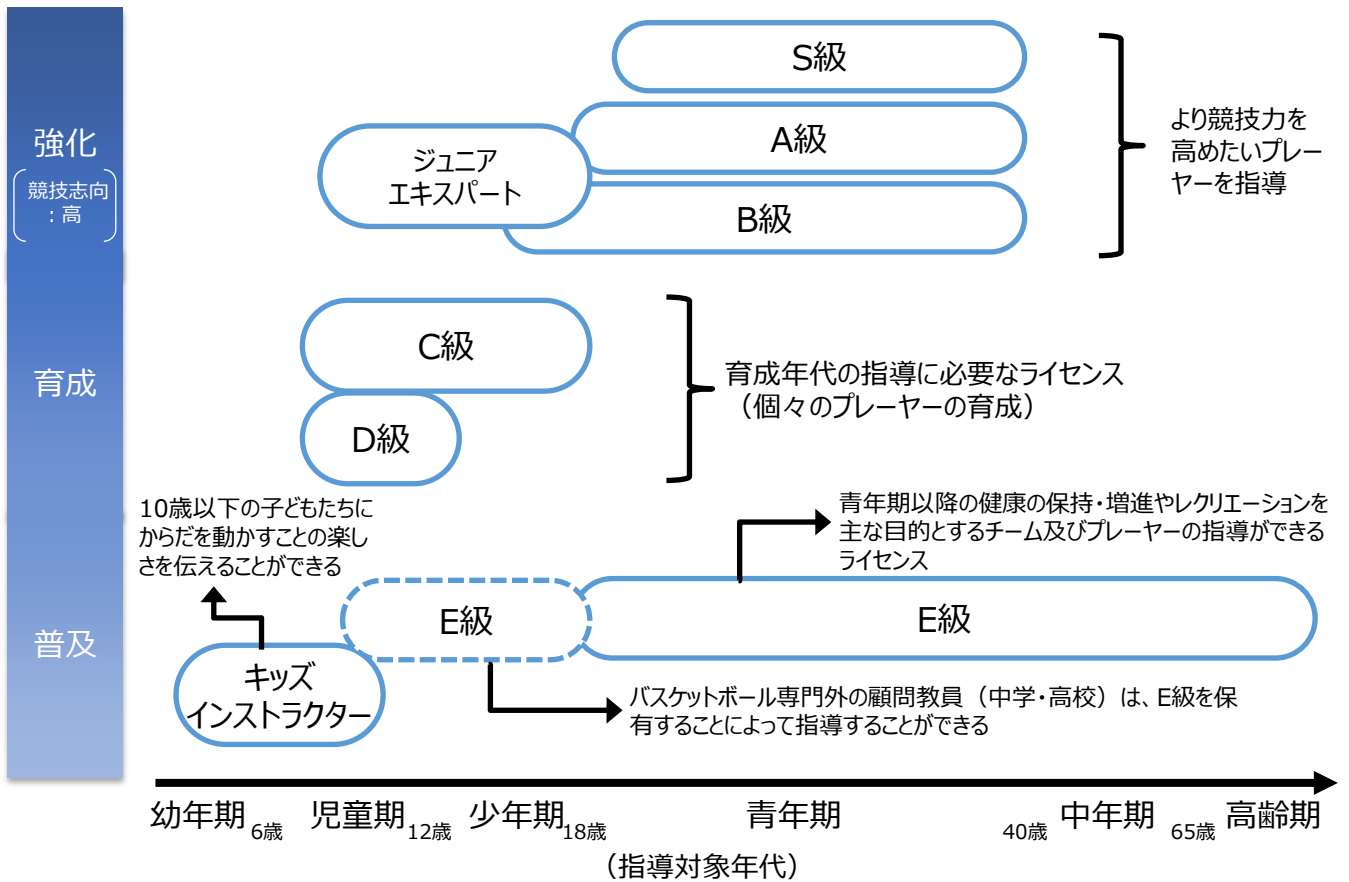 強化
競技志向
：高
育成
普及
S級
A級
ジュニア
エキスパート
B級
より競技力を
高めたいプレー
ヤーを指導
C級
D級
育成年代の指導に必要なライセンス
（個々のプレーヤーの育成）
10歳以下の子どもたちに
からだを動かすことの楽し
さを伝えることができる
青年期以降の健康の保持・増進やレクリエーションを
主な目的とするチーム及びプレーヤーの指導ができる
ライセンス
E級
E級
キッズ
インストラクター
バスケットボール専門外の顧問教員（中学・高校）は、E級を保
有することによって指導することができる
幼年期 6歳 児童期 12歳 少年期 18歳 青年期 40歳 中年期 65歳 高齢期
（指導対象年代）